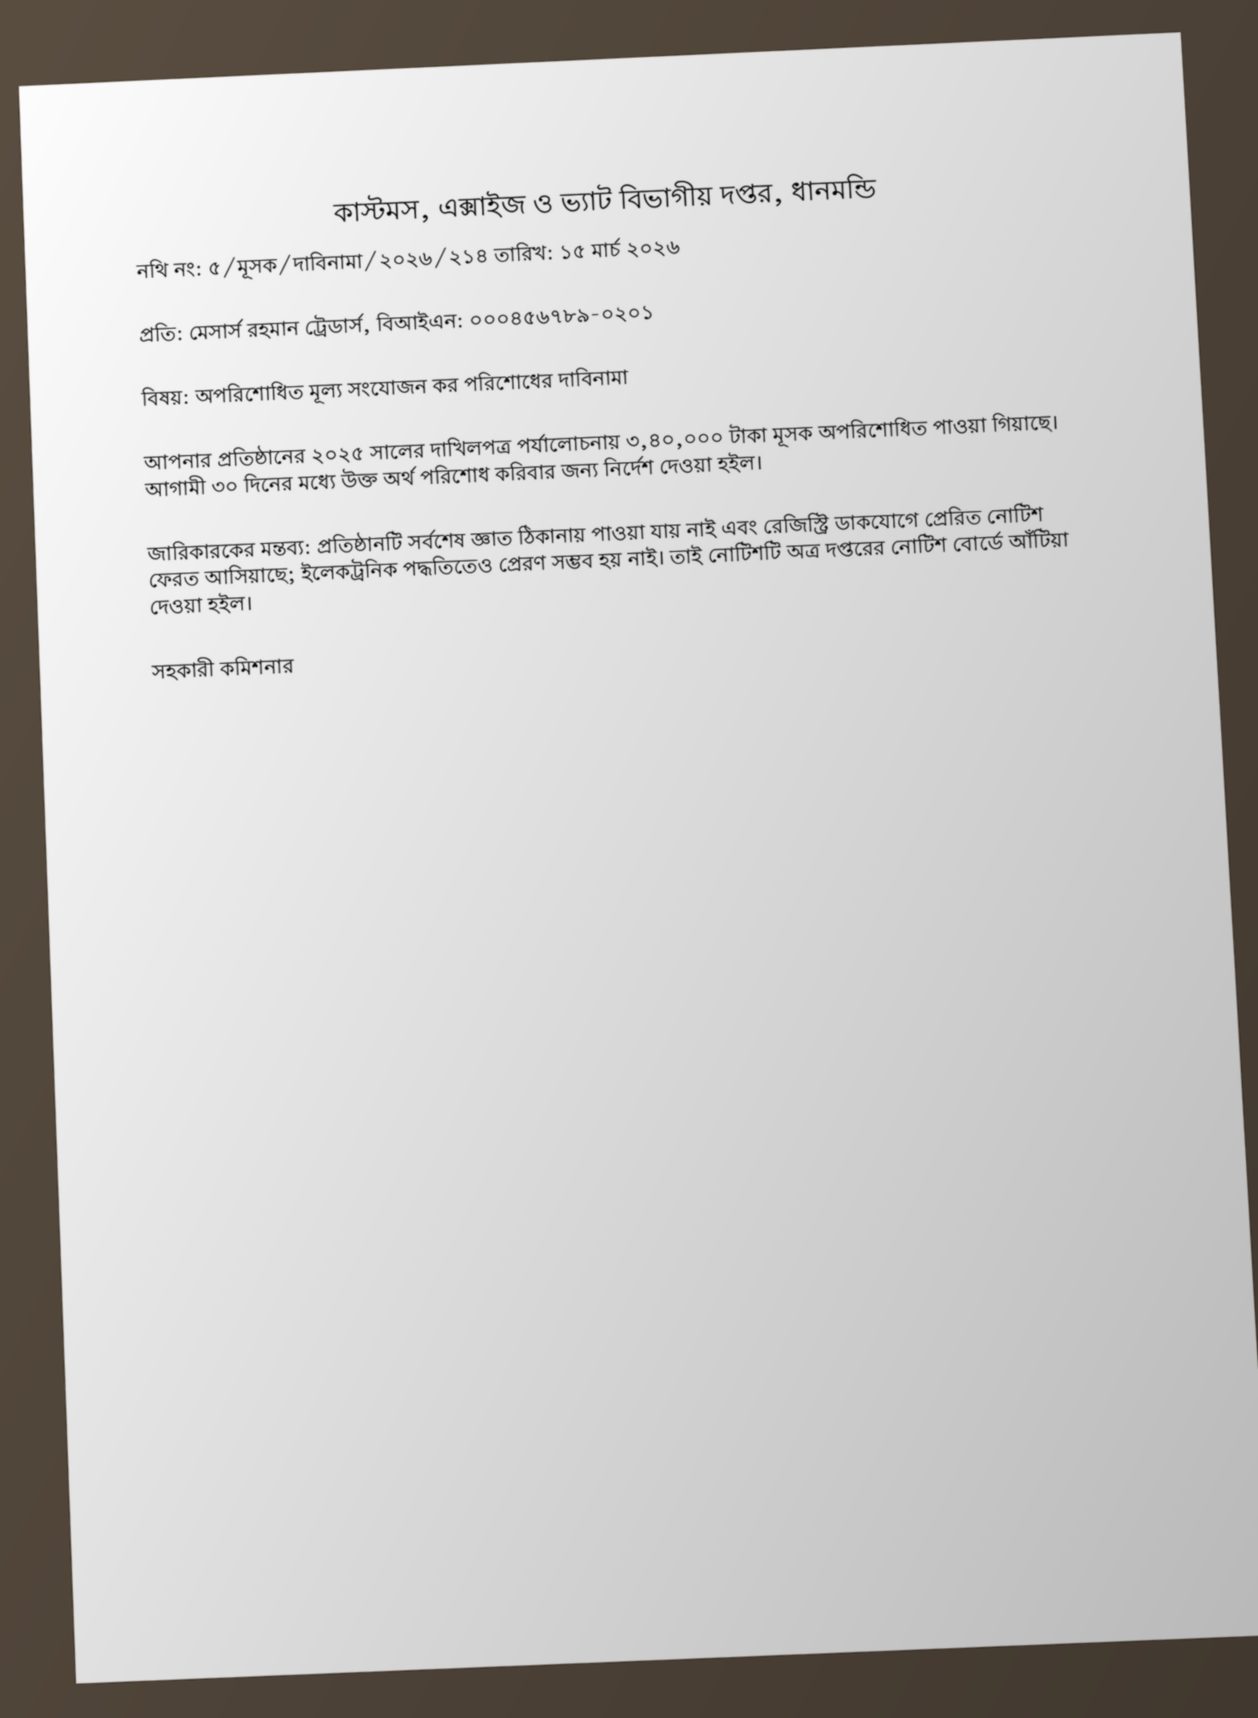 কাস্টমস, এক্সাইজ ও ভ্যাট বিভাগীয় দপ্তর, ধানমন্ডি
নথি নং: ৫/মূসক/দাবিনামা/২০২৬/২১৪ তারিখ: ১৫ মার্চ ২০২৬
প্রতি: মেসার্স রহমান ট্রেডার্স, বিআইএন: ০০০৪৫৬৭৮৯-০২০১
বিষয়: অপরিশোধিত মূল্য সংযোজন কর পরিশোধের দাবিনামা
আপনার প্রতিষ্ঠানের ২০২৫ সালের দাখিলপত্র পর্যালোচনায় ৩,৪০,০০০ টাকা মূসক অপরিশোধিত পাওয়া গিয়াছে।
আগামী ৩০ দিনের মধ্যে উক্ত অর্থ পরিশোধ করিবার জন্য নির্দেশ দেওয়া হইল।
জারিকারকের মন্তব্য: প্রতিষ্ঠানটি সর্বশেষ জ্ঞাত ঠিকানায় পাওয়া যায় নাই এবং রেজিস্ট্রি ডাকযোগে প্রেরিত নোটিশ
ফেরত আসিয়াছে; ইলেকট্রনিক পদ্ধতিতেও প্রেরণ সম্ভব হয় নাই। তাই নোটিশটি অত্র দপ্তরের নোটিশ বোর্ডে আঁটিয়া
দেওয়া হইল।
সহকারী কমিশনার